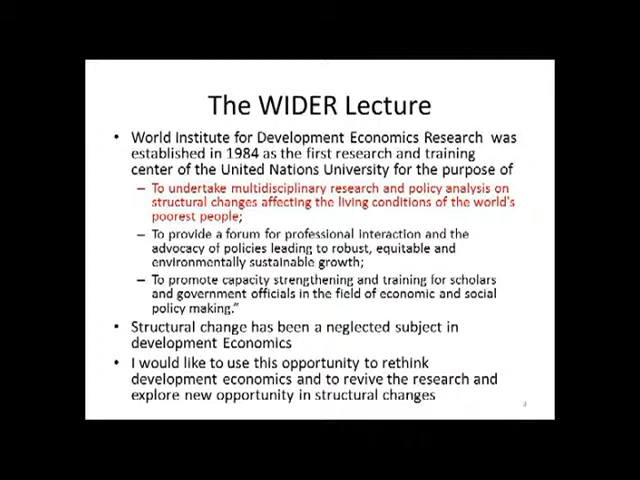 The WIDER Lecture
• World Institute for Development Economics Research was
established in 1984 as the first research and training
center of the United Nations University for the purpose of
– To undertake multidisciplinary research and policy analysis on
structural changes affecting the living conditions of the world's
poorest people;
– To provide a forum for professional interaction and the
advocacy of policies leading to robust, equitable and
environmentally sustainable growth;
– To promote capacity strengthening and training for scholars
and government officials in the field of economic and social
policy making.”
• Structural change has been a neglected subject in
development Economics
• I would like to use this opportunity to rethink
development economics and to revive the research and
explore new opportunity in structural changes